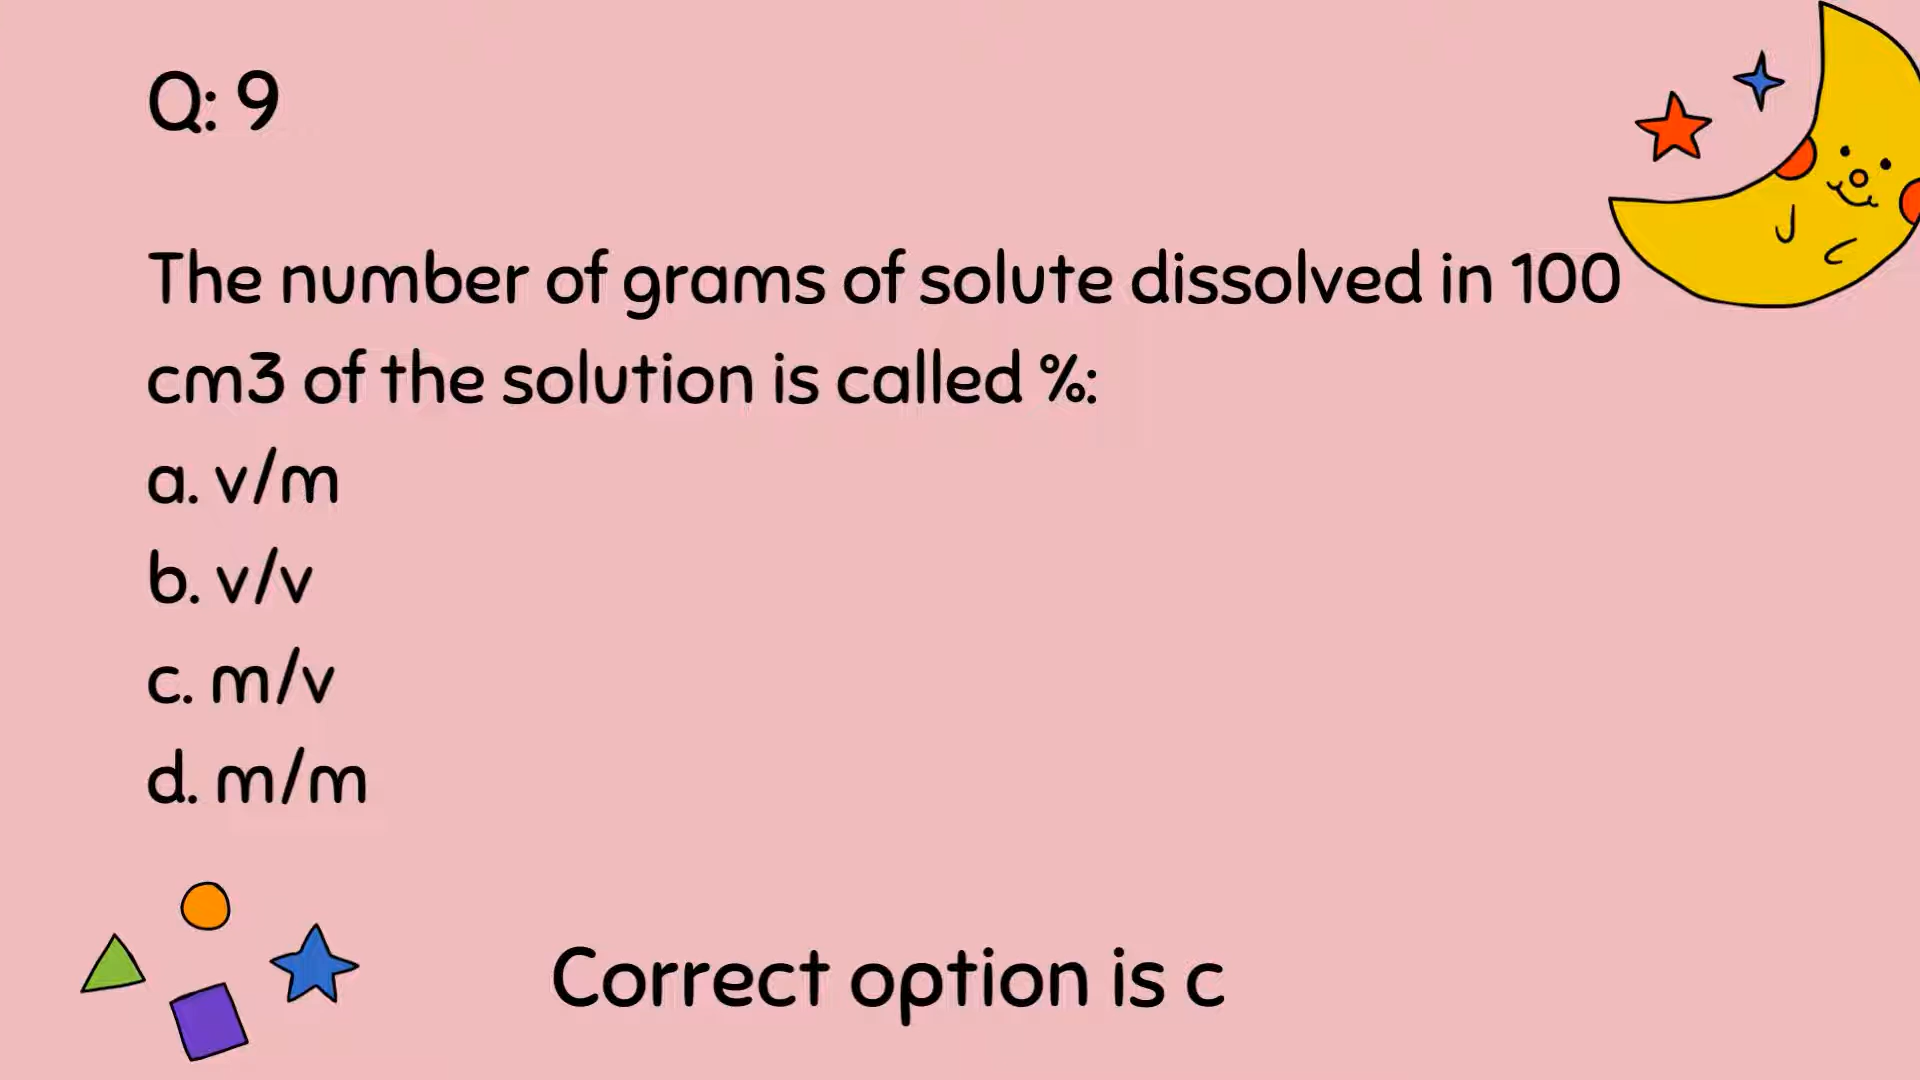 Q: 9
The number of grams of solute dissolved in 100
cm3 of the solution is called %:
a. v/m
b. v/v
c. m/v
d. m/m
Correct option is c